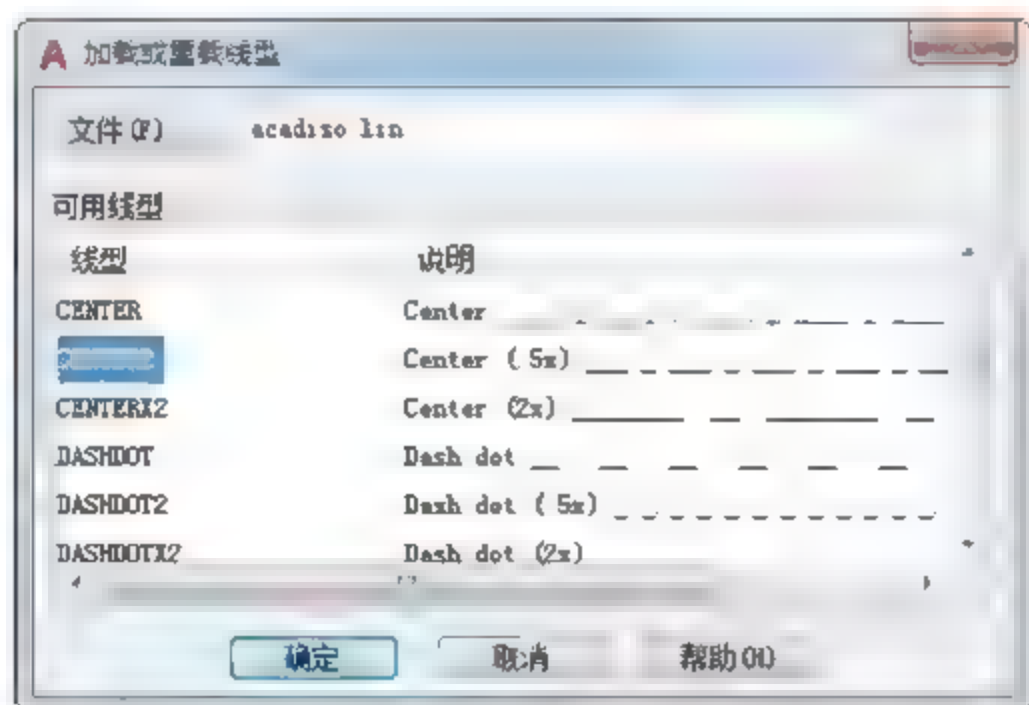 加载或重载线型
文件(F) acadiso lin
可用线型
线型 说明
CENTER Center
Center ( 5x)
CENTERX2 Center (2x)
DASHDOT Dash dot
DASHDOT2 Dash dot ( 5x)
DASHDOTX2 Dash dot (2x)
确定 取消 帮助(H)